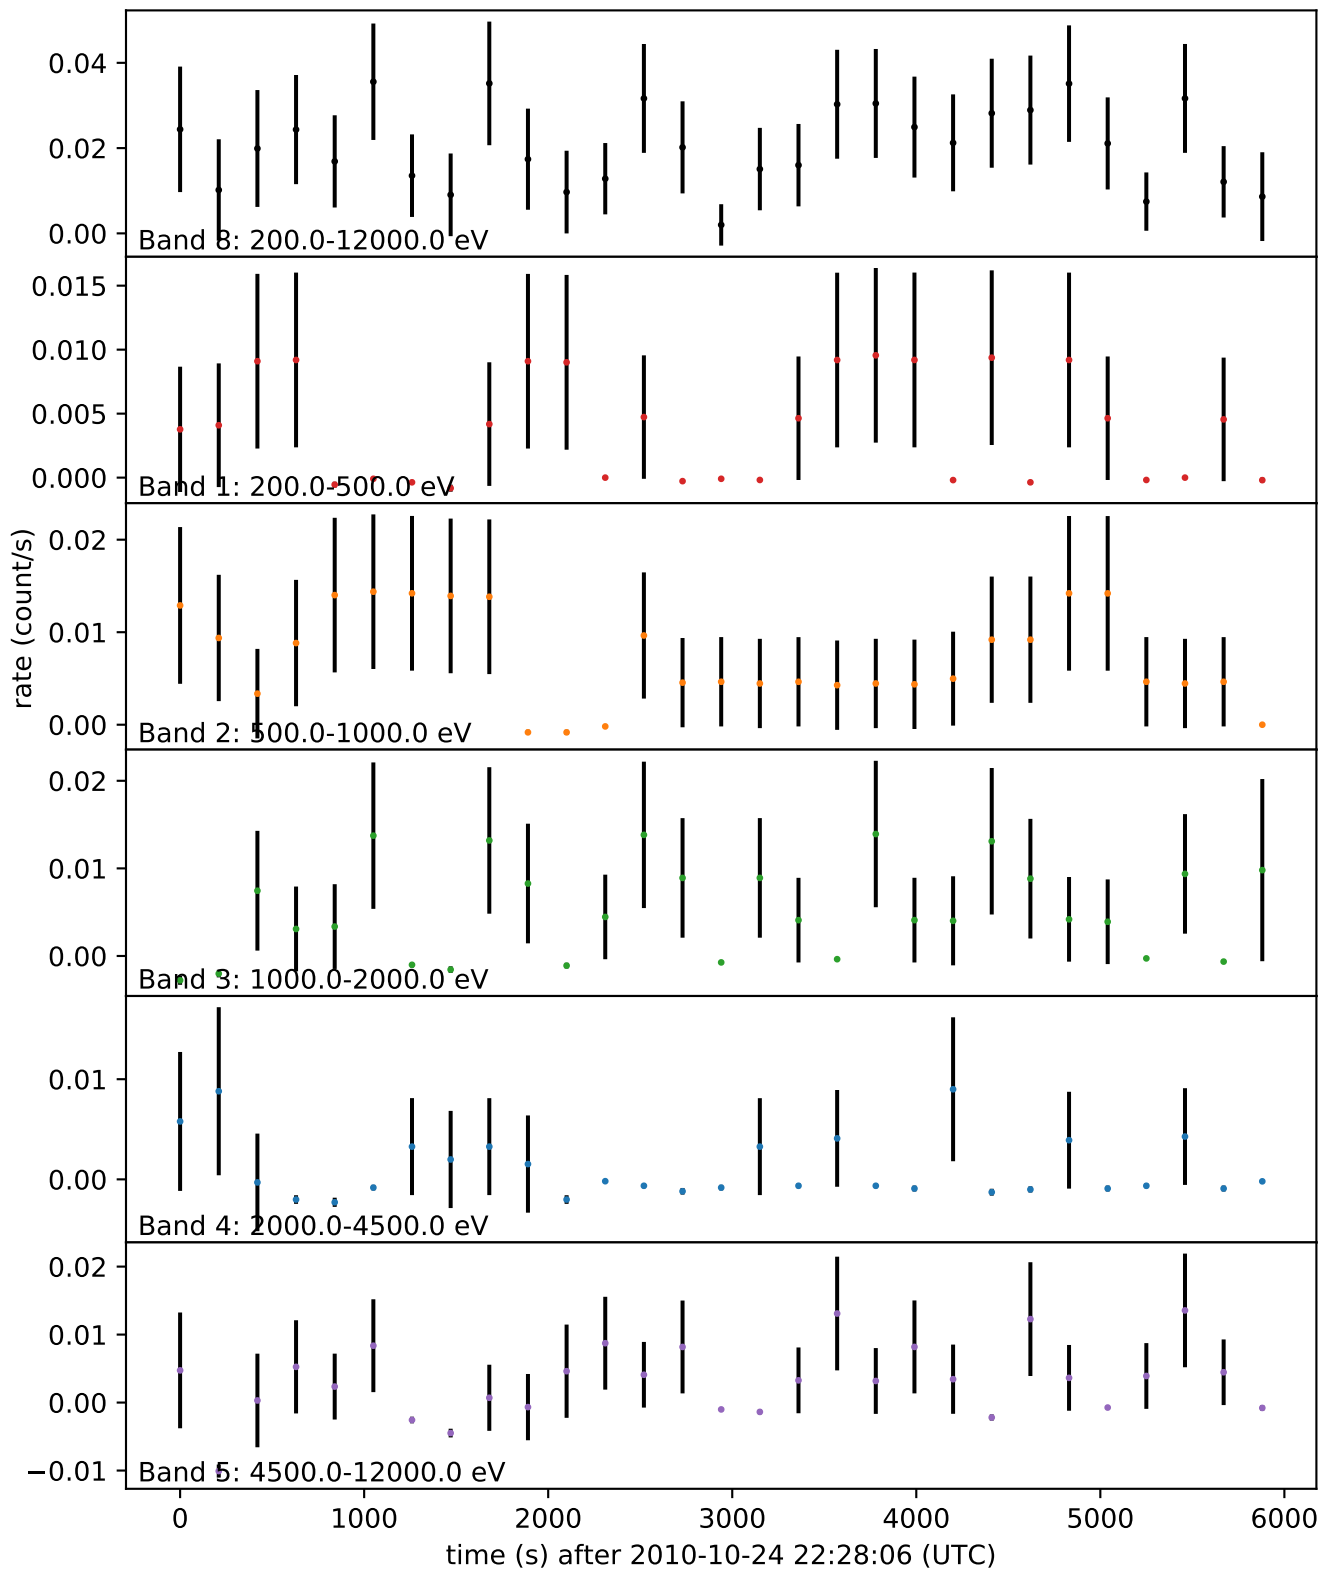 0.04
0.02
0.00
Band 8: 200.0-12000.0 eV
0.015
0.010
0.005
0.000
Band 1: 200.0-500.0 eV
rate (count/s)
0.02
0.01
0.00
Band 2: 500.0-1000.0 eV
0.02
0.01
0.00
Band 3: 1000.0-2000.0 eV
0.01
0.00
Band 4: 2000.0-4500.0 eV
0.02
0.01
0.00
−0.01
Band 5: 4500.0-12000.0 eV
0 1000 2000 3000 4000 5000 6000
time (s) after 2010-10-24 22:28:06 (UTC)